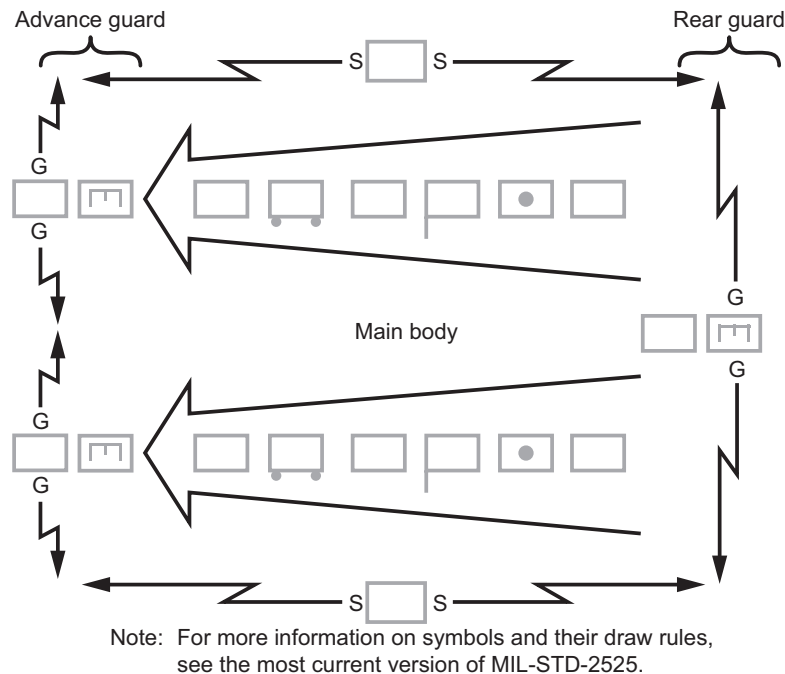 Advance guard
Rear guard
S S
G
G
G
Main body
G
G
G
S S
Note: For more information on symbols and their draw rules,
see the most current version of MIL-STD-2525.